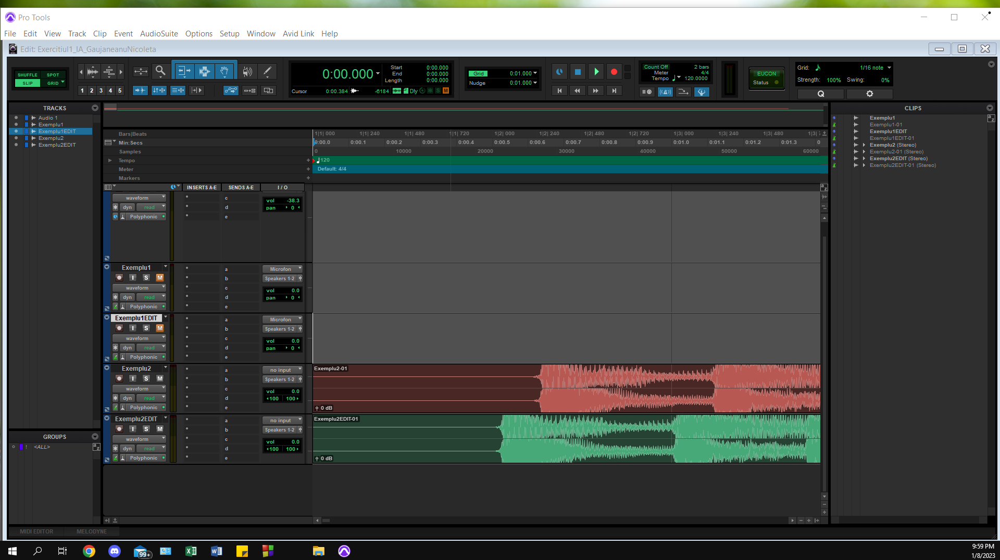 Pro Tools
File Edit View Track Clip Event AudioSuite Options Setup Window Avid Link Help
Edit: Exercitiul1_IA_GaujaneanuNicoleta
SHUFFLE SPOT
SLIP GRID
1 2 3 4 5
0:00.000
Start 0:00.000
End 0:00.000
Length 0:00.000
Cursor 0:00.384 -6184 Dly S M
Grid 0:01.000
Nudge 0:01.000
Count Off 2 bars
Meter 4/4
Tempo 120.0000
EUCON
Status
Grid: 1/16 note
Strength: 100% Swing: 0%
Q
TRACKS
Audio 1
Exemplu1
Exemplu1EDIT
Exemplu2
Exemplu2EDIT
GROUPS
! <ALL>
a z
Bars|Beats 1|1| 000 1|1| 240 1|1| 480 1|1| 720 1|2| 000 1|2| 240 1|2| 480 1|2| 720 1|3| 000 1|3| 240 1|3| 480 1|3|
Min:Secs 0:00.0 0:00.1 0:00.2 0:00.3 0:00.4 0:00.5 0:00.6 0:00.7 0:00.8 0:00.9 0:01.0 0:01.1 0:01.2 0:01.3 0
Samples 0 10000 20000 30000 40000 50000 60000
Tempo 120
Meter Default: 4/4
Markers
INSERTS A-E SENDS A-E I / O
waveform c vol -38.3
dyn read d pan 0
Polyphonic e
Exemplu1 a Microfon
I S M b Speakers 1-2
waveform c vol 0.0
dyn read d pan 0
Polyphonic e
Exemplu1EDIT a Microfon
I S M b Speakers 1-2
waveform c vol 0.0
dyn read d pan 0
Polyphonic e
Exemplu2 a no input Exemplu2-01
I S M b Speakers 1-2
waveform c vol 0.0
dyn read d 100 100
Polyphonic e 0 dB
Exemplu2EDIT a no input Exemplu2EDIT-01
I S M b Speakers 1-2
waveform c vol 0.0
dyn read d 100 100
Polyphonic e 0 dB
CLIPS
Exemplu1
Exemplu1-01
Exemplu1EDIT
Exemplu1EDIT-01
Exemplu2 (Stereo)
Exemplu2-01 (Stereo)
Exemplu2EDIT (Stereo)
Exemplu2EDIT-01 (Stereo)
MIDI EDITOR MELODYNE
99+
9:59 PM
1/8/2023